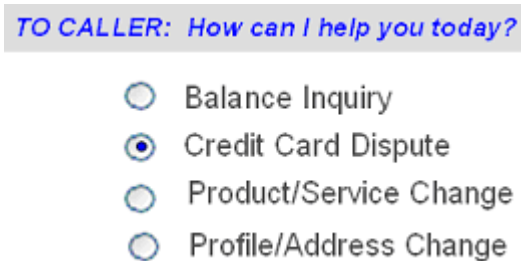 TO CALLER: How can I help you today?
Balance Inquiry
Credit Card Dispute
Product/Service Change
Profile/Address Change